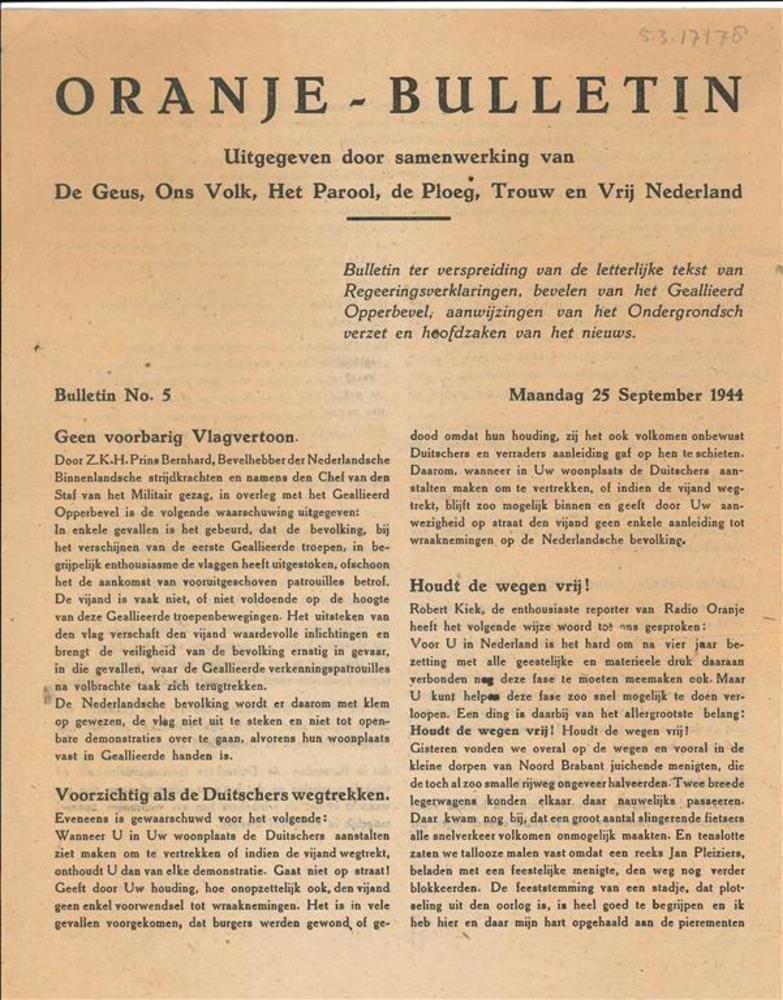 5.3.17178
ORANJE - BULLETIN
Uitgegeven door samenwerking van
De Geus, Ons Volk, Het Parool, de Ploeg, Trouw en Vrij Nederland
Bulletin ter verspreiding van de letterlijke tekst van
Regeeringsverklaringen, bevelen van het Geallieerd
Opperbevel, aanwijzingen van het Ondergrondsch
verzet en hoofdzaken van het nieuws.
Bulletin No. 5
Maandag 25 September 1944
Geen voorbarig Vlagvertoon.
Door Z.K.H. Prins Bernhard, Bevelhebber der Nederlandsche
Binnenlandsche strijdkrachten en namens den Chef van den
Staf van het Militair gezag, in overleg met het Geallieerd
Opperbevel is de volgende waarschuwing uitgegeven:
In enkele gevallen is het gebeurd, dat de bevolking, bij
het verschijnen van de eerste Geallieerde troepen, in be-
grijpelijk enthousiasme de vlaggen heeft uitgestoken, ofschoon
het de aankomst van vooruitgeschoven patrouilles betrof.
De vijand is vaak niet, of niet voldoende op de hoogte
van deze Geallieerde troepenbewegingen. Het uitsteken van
den vlag verschaft den vijand waardevolle inlichtingen en
brengt de veiligheid van de bevolking ernstig in gevaar,
in die gevallen, waar de Geallieerde verkenningspatrouilles
na volbrachte taak zich terugtrekken.
De Nederlandsche bevolking wordt er daarom met klem
op gewezen, de vlag niet uit te steken en niet tot open-
bare demonstraties over te gaan, alvorens hun woonplaats
vast in Geallieerde handen is.
Voorzichtig als de Duitschers wegtrekken.
Eveneens is gewaarschuwd voor het volgende:
Wanneer U in Uw woonplaats de Duitschers aanstalten
ziet maken om te vertrekken of indien de vijand wegtrekt,
onthoudt U dan van elke demonstratie. Gaat niet op straat!
Geeft door Uw houding, hoe onopzettelijk ook, den vijand
geen enkel voorwendsel tot wraaknemingen. Het is in vele
gevallen voorgekomen, dat burgers werden gewond of ge-
dood omdat hun houding, zij het ook volkomen onbewust
Duitschers en verraders aanleiding gaf op hen te schieten.
Daarom, wanneer in Uw woonplaats de Duitschers aan-
stalten maken om te vertrekken, of indien de vijand weg-
trekt, blijft zoo mogelijk binnen en geeft door Uw aan-
wezigheid op straat den vijand geen enkele aanleiding tot
wraaknemingen op de Nederlandsche bevolking.
Houdt de wegen vrij!
Robert Kiek, de enthousiaste reporter van Radio Oranje
heeft het volgende wijze woord tot ons gesproken:
Voor U in Nederland is het hard om na vier jaar be-
zetting met alle geestelijke en materieele druk daaraan
verbonden nog deze fase te moeten meemaken ook. Maar
U kunt helpen deze fase zoo snel mogelijk te doen ver-
loopen. Een ding is daarbij van het allergrootste belang:
Houdt de wegen vrij! Houdt de wegen vrij!
Gisteren vonden we overal op de wegen en vooral in de
kleine dorpen van Noord Brabant juichende menigten, die
de toch al zoo smalle rijweg ongeveer halveerden. Twee breede
legerwagens konden elkaar daar nauwelijks passeeren.
Daar kwam nog bij, dat een groot aantal slingerende fietsers
alle snelverkeer volkomen onmogelijk maakten. En tenslotte
zaten we tallooze malen vast omdat een reeks Jan Pleiziers,
beladen met een feestelijke menigte, den weg nog verder
blokkeerden. De feeststemming van een stadje, dat plot-
seling uit den oorlog is, is heel goed te begrijpen en ik
heb hier en daar mijn hart opgehaald aan de pierementen